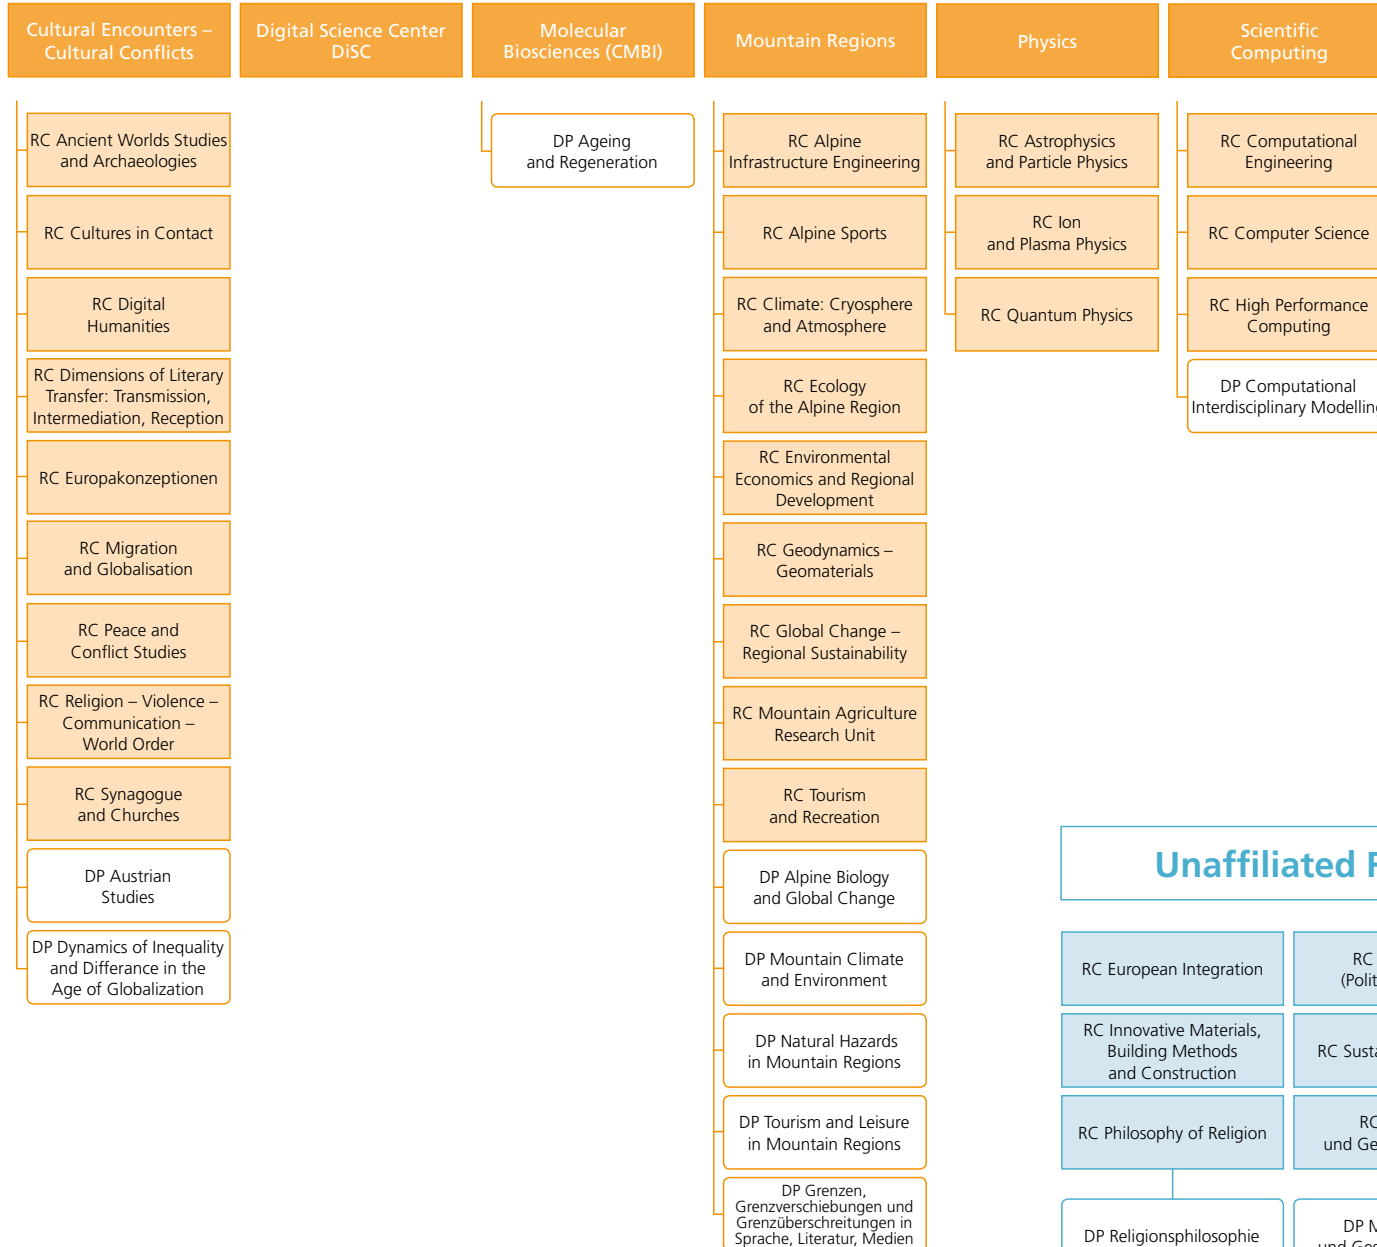 Cultural Encounters –
Cultural Conflicts
Digital Science Center
DiSC
Molecular
Biosciences (CMBI)
Mountain Regions
Physics
Scientific
Computing
RC Ancient Worlds Studies
and Archaeologies
RC Cultures in Contact
RC Digital
Humanities
RC Dimensions of Literary
Transfer: Transmission,
Intermediation, Reception
RC Europakonzeptionen
RC Migration
and Globalisation
RC Peace and
Conflict Studies
RC Religion – Violence –
Communication –
World Order
RC Synagogue
and Churches
DP Austrian
Studies
DP Dynamics of Inequality
and Differance in the
Age of Globalization
DP Ageing
and Regeneration
RC Alpine
Infrastructure Engineering
RC Alpine Sports
RC Climate: Cryosphere
and Atmosphere
RC Ecology
of the Alpine Region
RC Environmental
Economics and Regional
Development
RC Geodynamics –
Geomaterials
RC Global Change –
Regional Sustainability
RC Mountain Agriculture
Research Unit
RC Tourism
and Recreation
DP Alpine Biology
and Global Change
DP Mountain Climate
and Environment
DP Natural Hazards
in Mountain Regions
DP Tourism and Leisure
in Mountain Regions
DP Grenzen,
Grenzverschiebungen und
Grenzüberschreitungen in
Sprache, Literatur, Medien
RC Astrophysics
and Particle Physics
RC Ion
and Plasma Physics
RC Quantum Physics
RC Computational
Engineering
RC Computer Science
RC High Performance
Computing
DP Computational
Interdisciplinary Modelling
Unaffiliated
RC European Integration
RC
RC Innovative Materials,
Building Methods
and Construction
RC
RC Philosophy of Religion
RC
und
DP Religionsphilosophie
DP
und